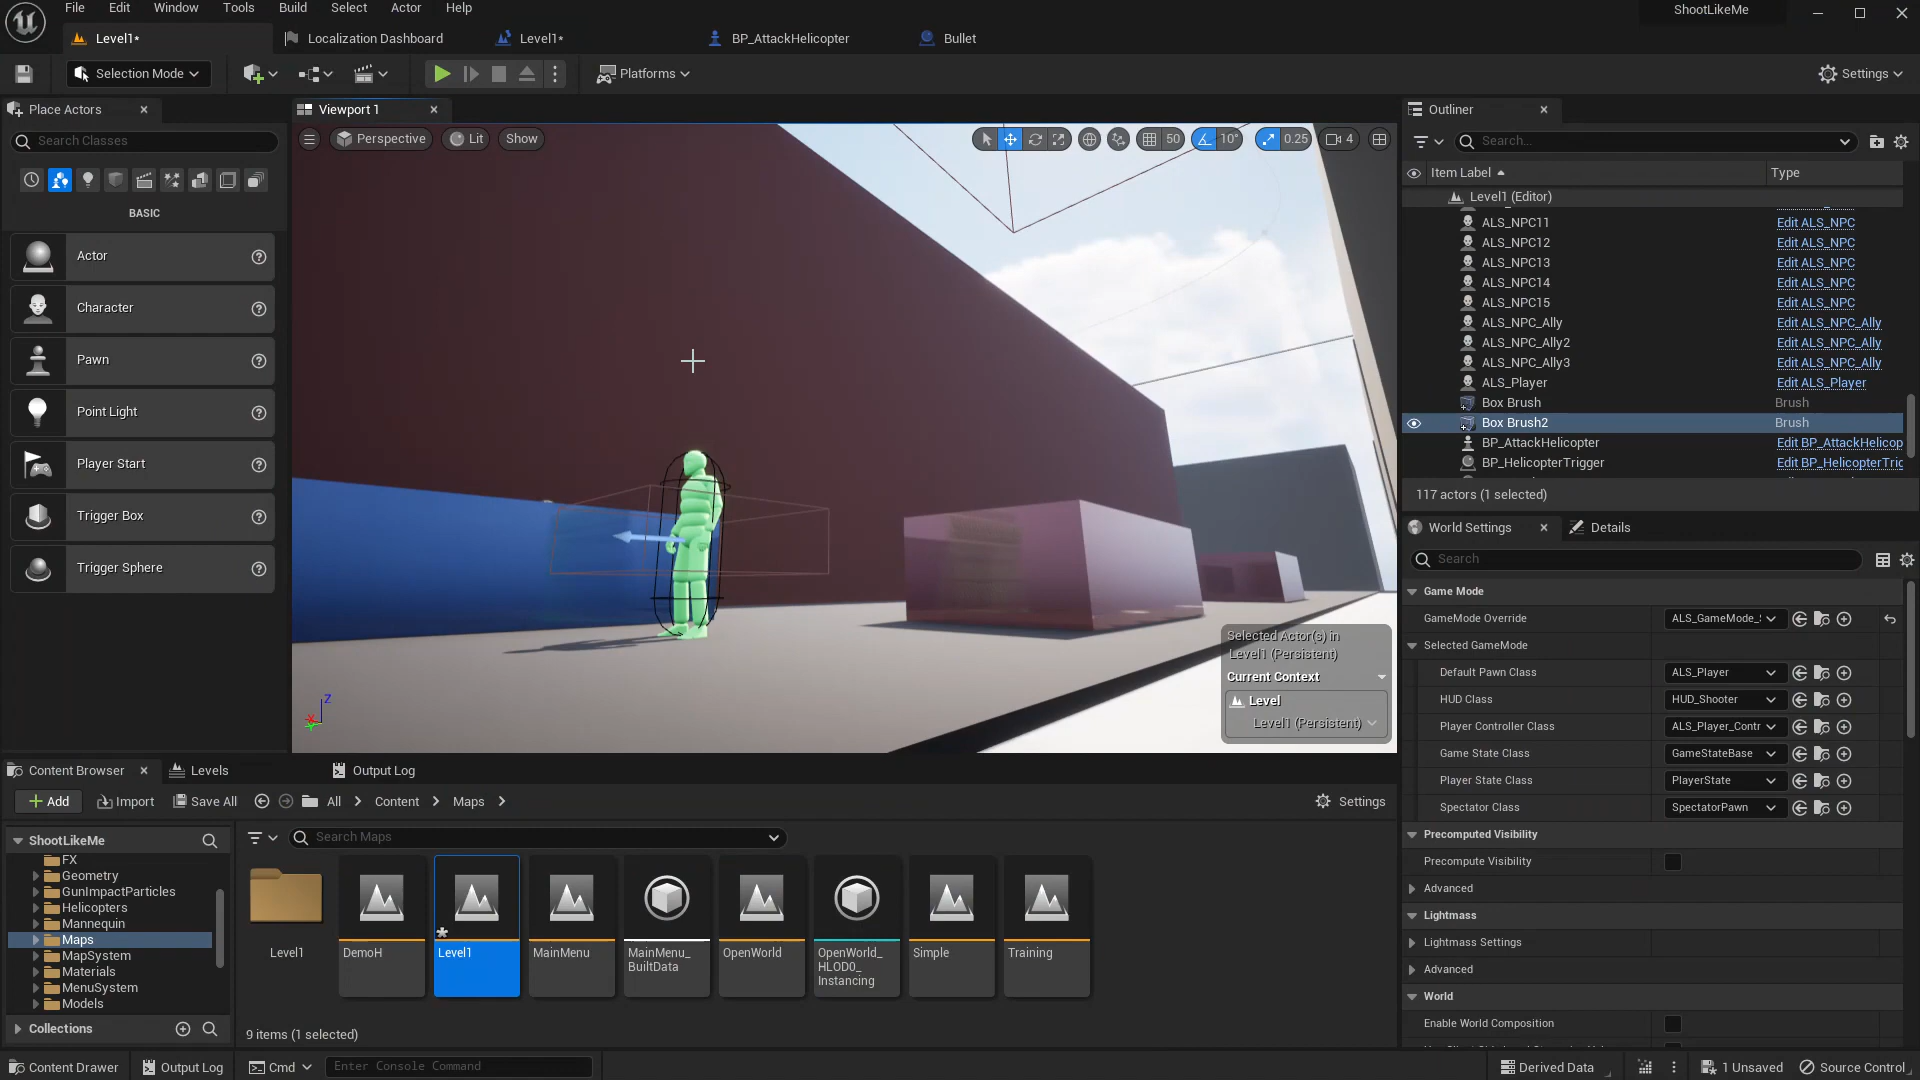 File Edit Window Tools Build Select Actor Help
ShootLikeMe
Level1*
Localization Dashboard
Level1*
BP_AttackHelicopter
Bullet
Selection Mode
Platforms
Settings
Place Actors
Search Classes
BASIC
Actor
Character
Pawn
Point Light
Player Start
Trigger Box
Trigger Sphere
Viewport 1
Perspective
Lit
Show
50
10°
0.25
4
Z
Selected Actor(s) in
Level1 (Persistent)
Current Context
Level
Level1 (Persistent)
Outliner
Search...
Item Label
Type
Level1 (Editor)
ALS_NPC11 Edit ALS_NPC
ALS_NPC12 Edit ALS_NPC
ALS_NPC13 Edit ALS_NPC
ALS_NPC14 Edit ALS_NPC
ALS_NPC15 Edit ALS_NPC
ALS_NPC_Ally Edit ALS_NPC_Ally
ALS_NPC_Ally2 Edit ALS_NPC_Ally
ALS_NPC_Ally3 Edit ALS_NPC_Ally
ALS_Player Edit ALS_Player
Box Brush Brush
Box Brush2 Brush
BP_AttackHelicopter Edit BP_AttackHelicop
BP_HelicopterTrigger Edit BP_HelicopterTric
117 actors (1 selected)
World Settings
Details
Search
Game Mode
GameMode Override ALS_GameMode_
Selected GameMode
Default Pawn Class ALS_Player
HUD Class HUD_Shooter
Player Controller Class ALS_Player_Contr
Game State Class GameStateBase
Player State Class PlayerState
Spectator Class SpectatorPawn
Precomputed Visibility
Precompute Visibility
Advanced
Lightmass
Lightmass Settings
Advanced
World
Enable World Composition
Content Browser
Levels
Output Log
Add
Import
Save All
All
Content
Maps
Settings
ShootLikeMe
FX
Geometry
GunImpactParticles
Helicopters
Mannequin
Maps
MapSystem
Materials
MenuSystem
Models
Collections
Search Maps
Level1
DemoH
Level1
MainMenu
MainMenu_
BuiltData
OpenWorld
OpenWorld_
HLOD0_
Instancing
Simple
Training
9 items (1 selected)
Content Drawer
Output Log
Cmd
Enter Console Command
Derived Data
1 Unsaved
Source Control